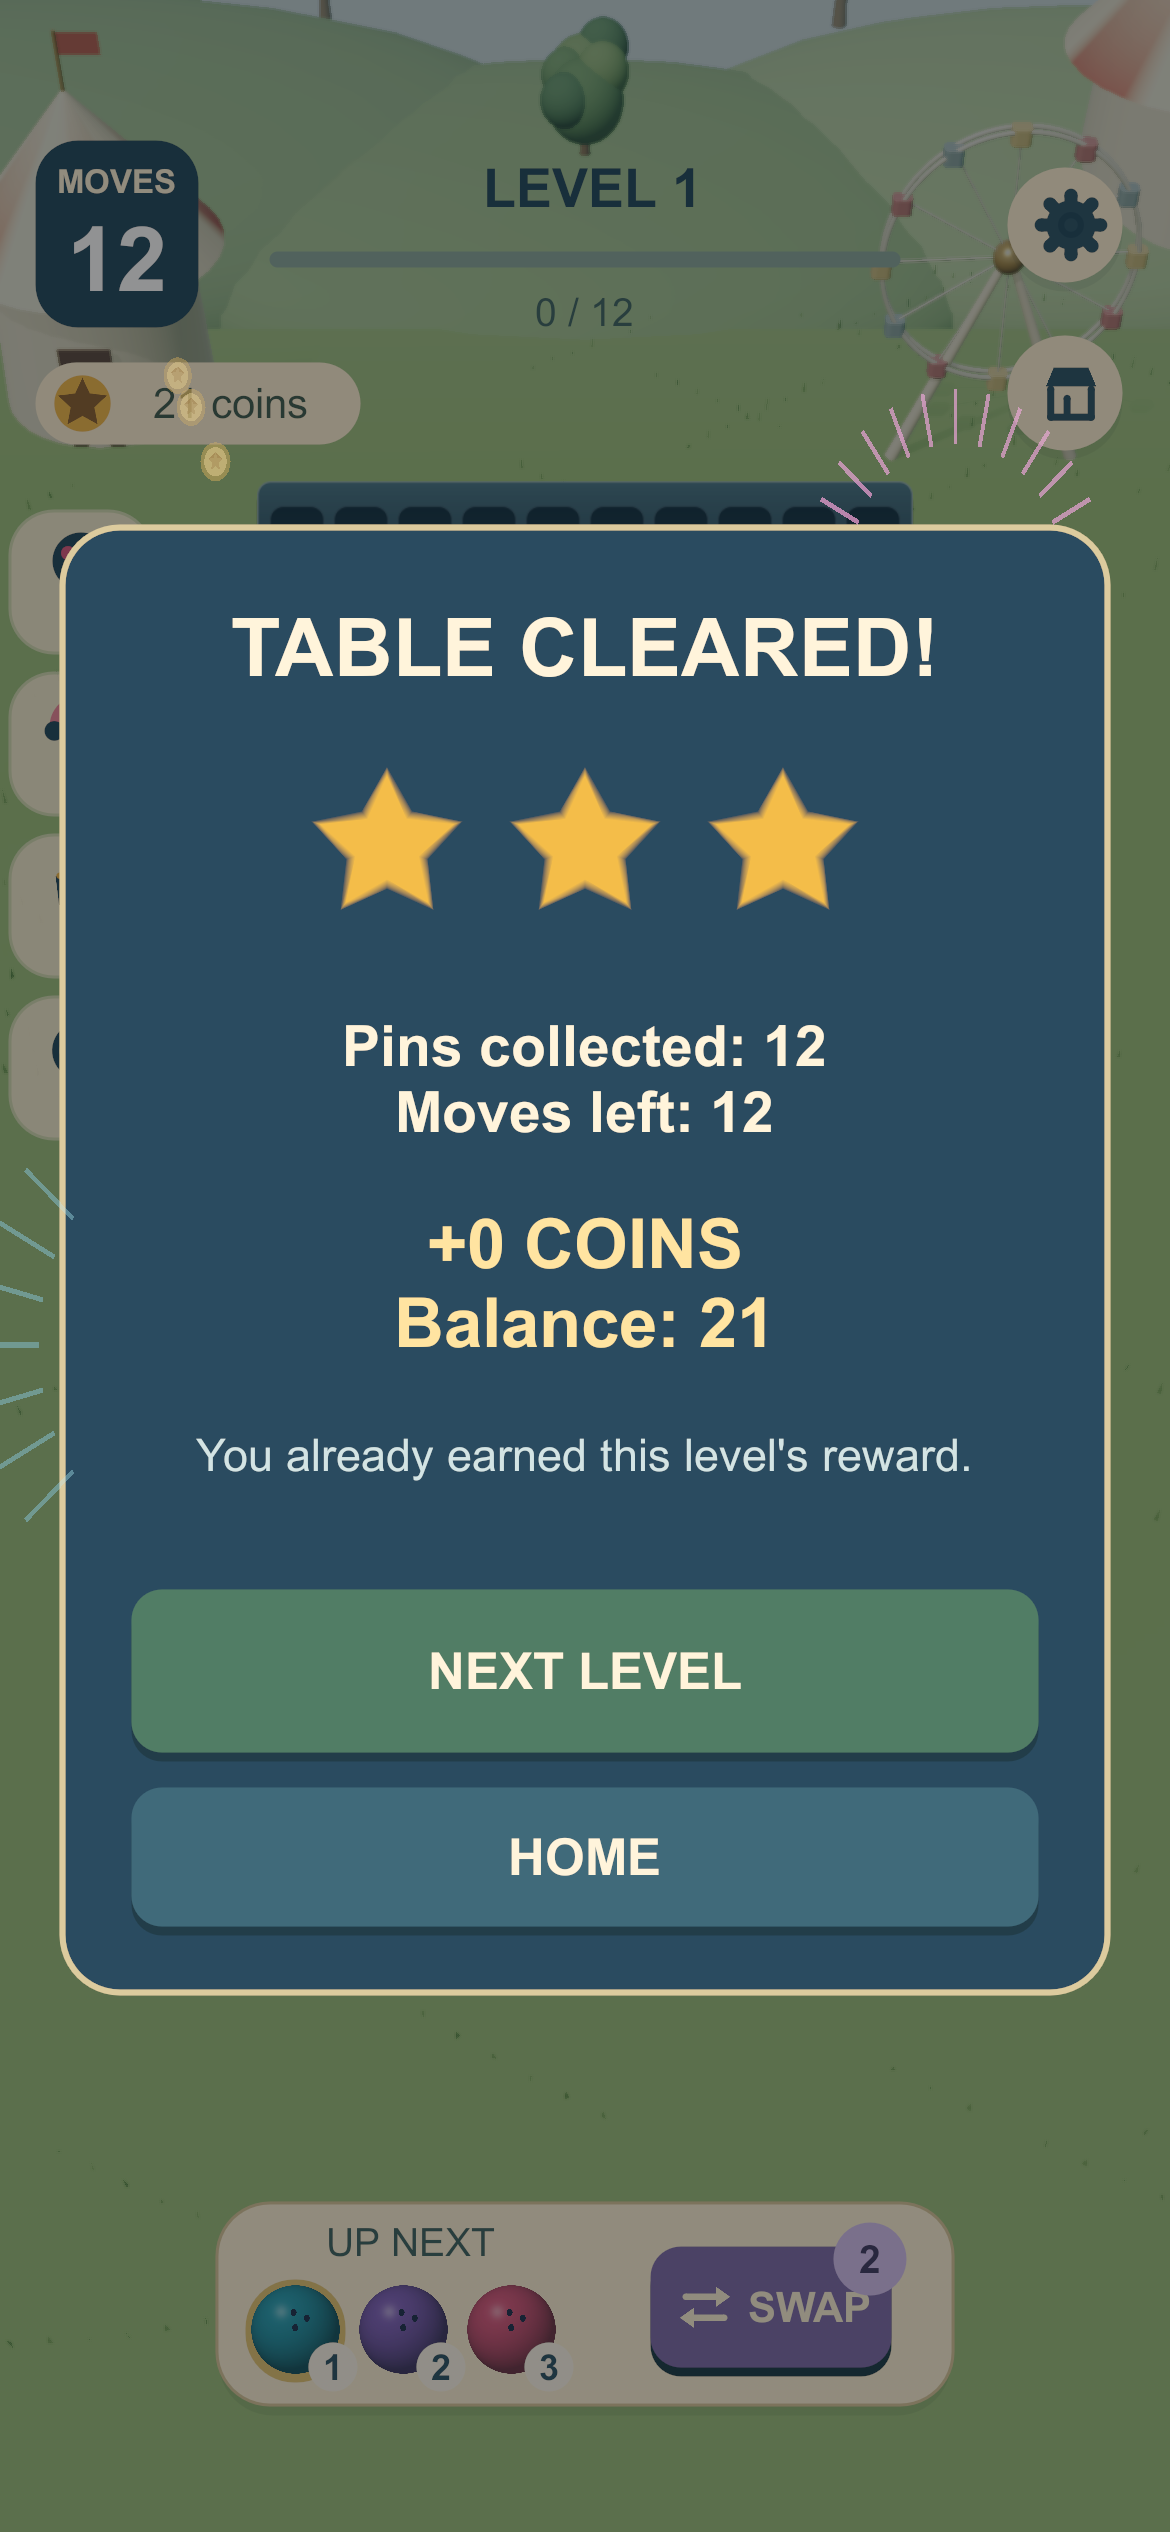 MOVES
12
LEVEL 1
0 / 12
coins
TABLE CLEARED!
Pins collected: 12
Moves left: 12
+0 COINS
Balance: 21
You already earned this level's reward.
NEXT LEVEL
HOME
UP NEXT
1
2
3
2
SWAP